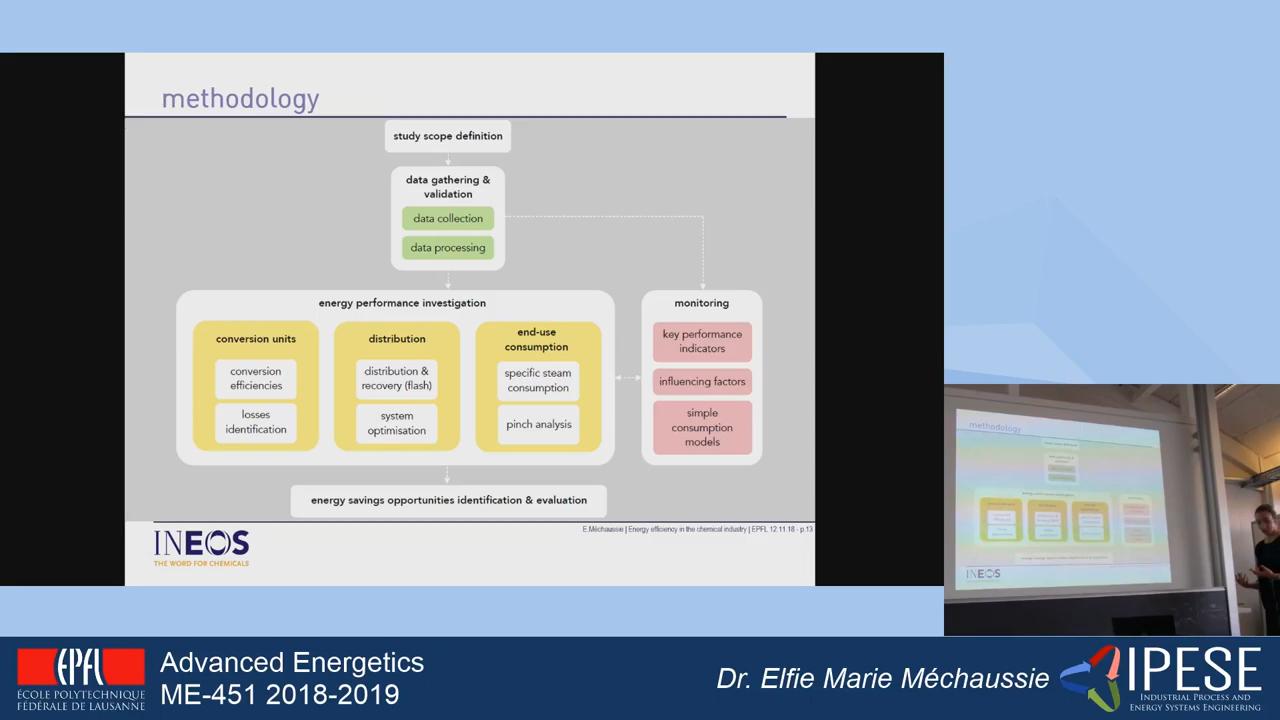 methodology
study scope definition
data gathering &
validation
data collection
data processing
energy performance investigation
conversion units
conversion
efficiencies
losses
identification
distribution
distribution &
recovery (flash)
system
optimisation
end-use
consumption
specific steam
consumption
pinch analysis
monitoring
key performance
indicators
influencing factors
simple
consumption
models
energy savings opportunities identification & evaluation
E.Méchaussie | Energy efficiency in the chemical industry | EPFL 12.11.18 - p.13
INEOS
THE WORD FOR CHEMICALS
methodology
INEOS
EPFL
ÉCOLE POLYTECHNIQUE
FÉDÉRALE DE LAUSANNE
Advanced Energetics
ME-451 2018-2019
Dr. Elfie Marie Méchaussie
IPESE
INDUSTRIAL PROCESS AND
ENERGY SYSTEMS ENGINEERING